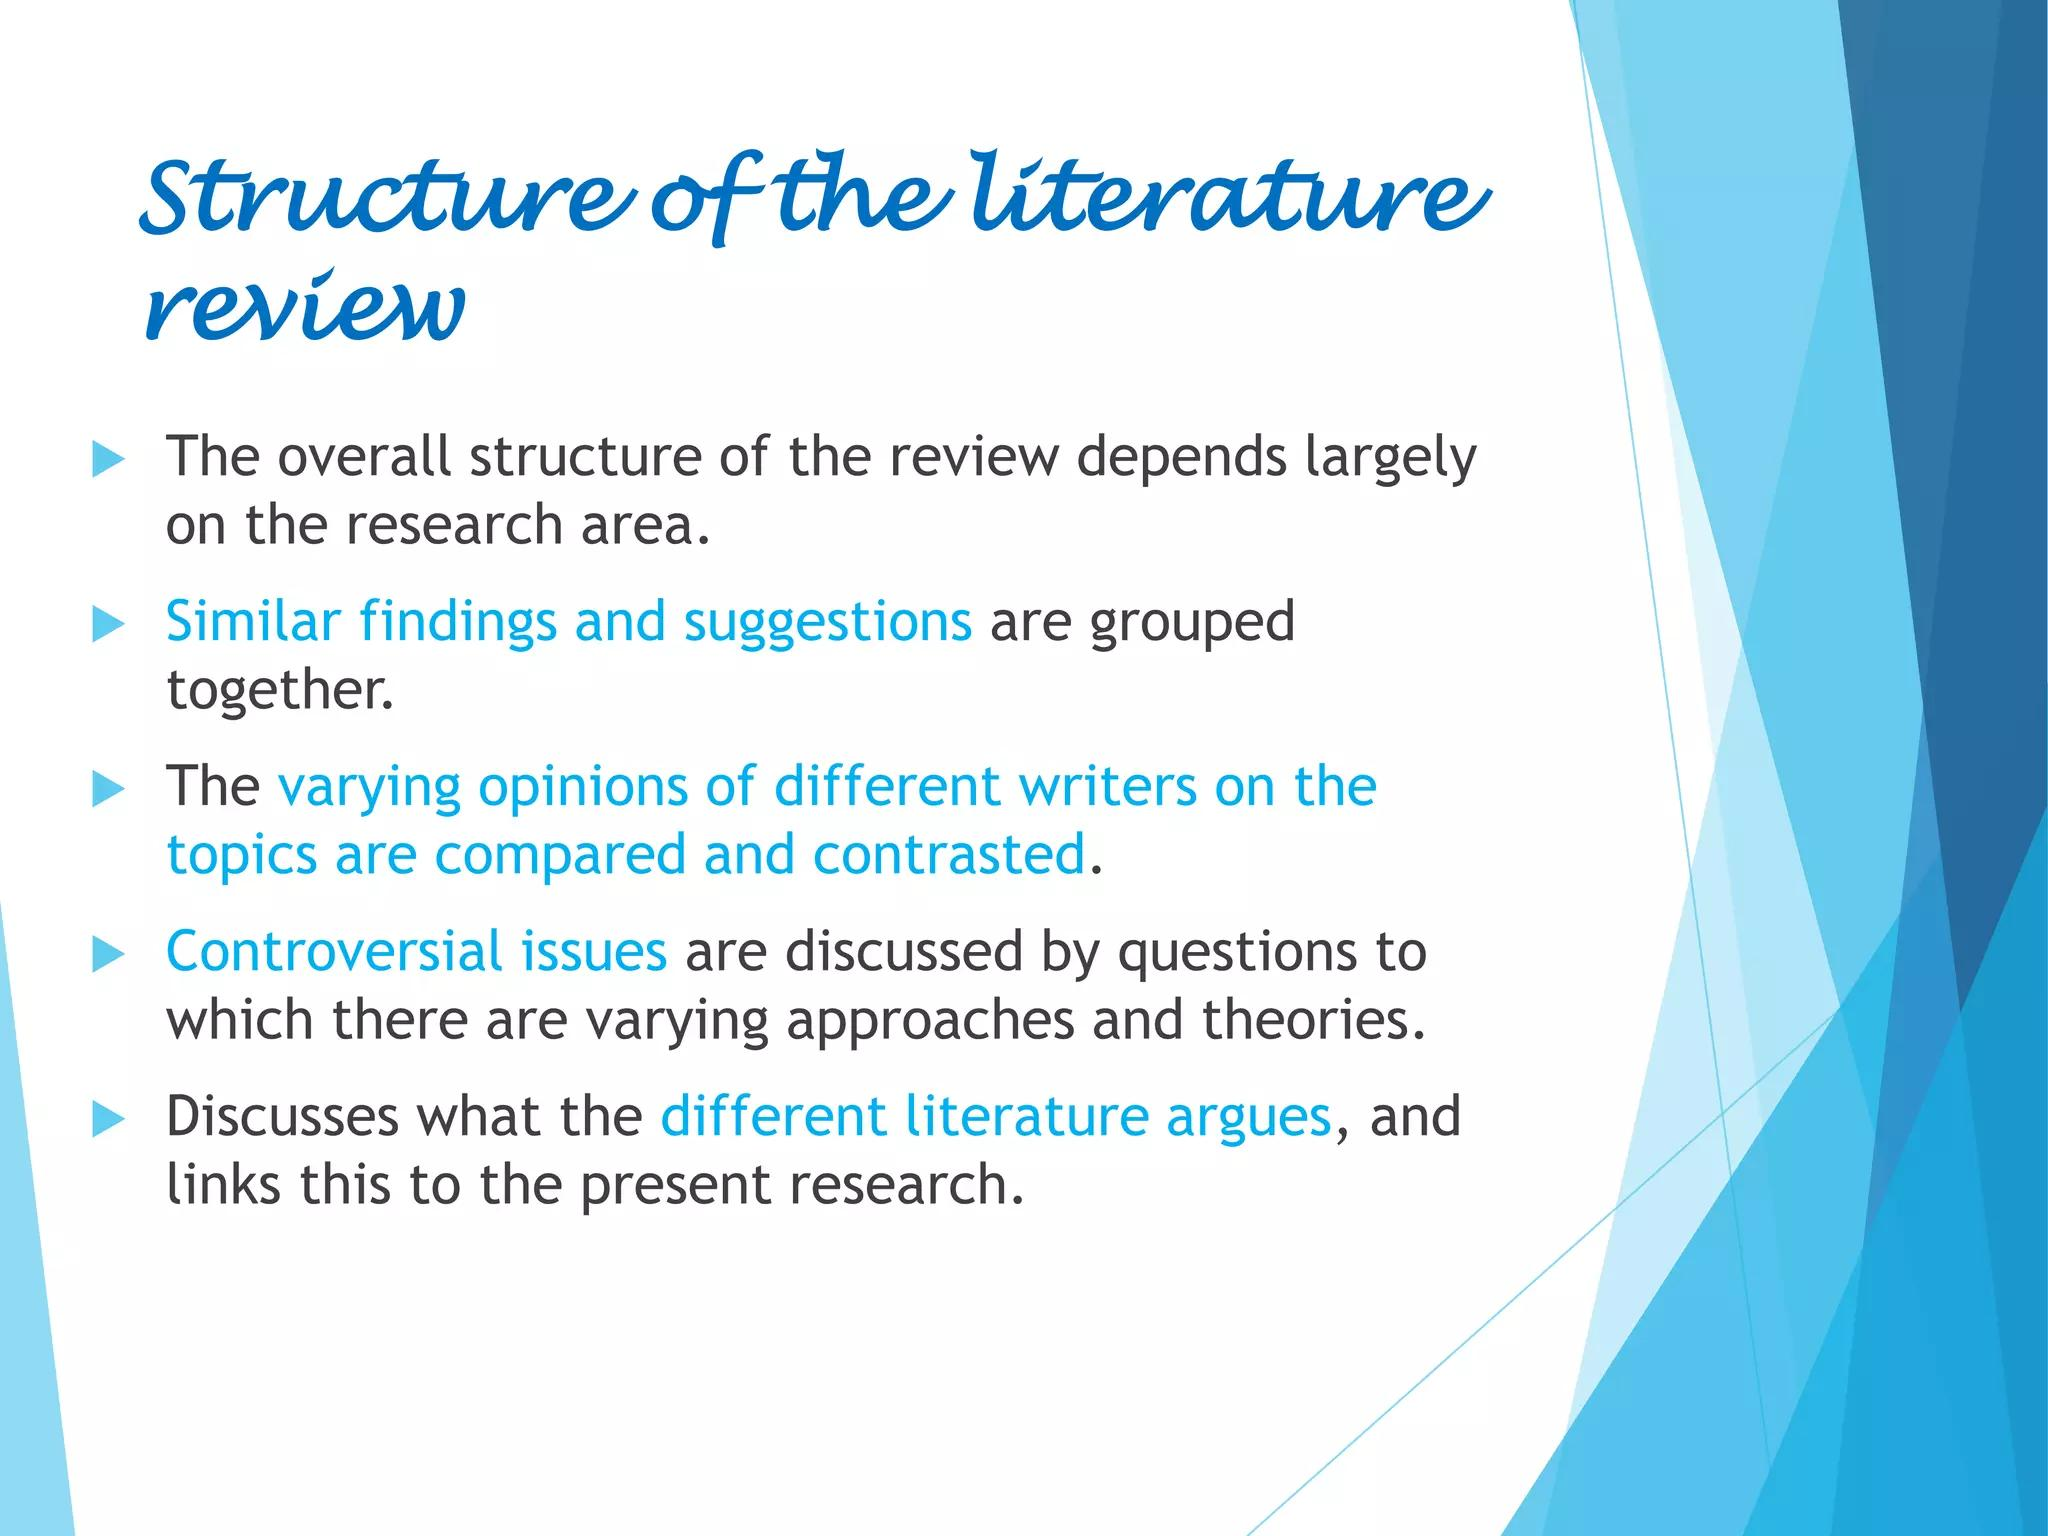 Structure of the literature
review
The overall structure of the review depends largely
on the research area.
Similar findings and suggestions are grouped
together.
The varying opinions of different writers on the
topics are compared and contrasted.
Controversial issues are discussed by questions to
which there are varying approaches and theories.
Discusses what the different literature argues, and
links this to the present research.